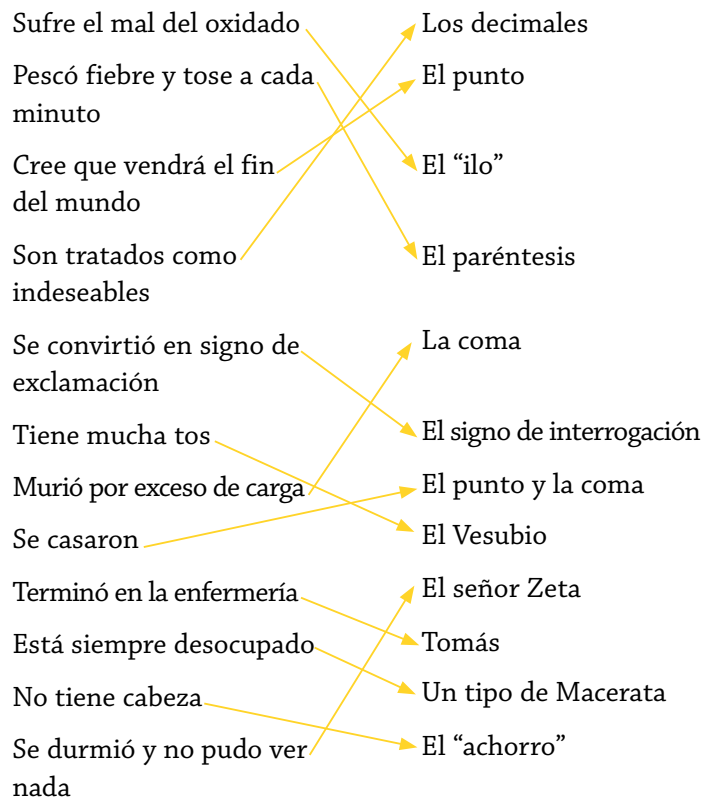 Sufre el mal del oxidado
Pescó fiebre y tose a cada
minuto
Cree que vendrá el fin
del mundo
Son tratados como
indeseables
Se convirtió en signo de
exclamación
Tiene mucha tos
Murió por exceso de carga
Se casaron
Terminó en la enfermería
Está siempre desocupado
No tiene cabeza
Se durmió y no pudo ver
nada
Los decimales
El punto
El “ilo”
El paréntesis
La coma
El signo de interrogación
El punto y la coma
El Vesubio
El señor Zeta
Tomás
Un tipo de Macerata
El “achorro”